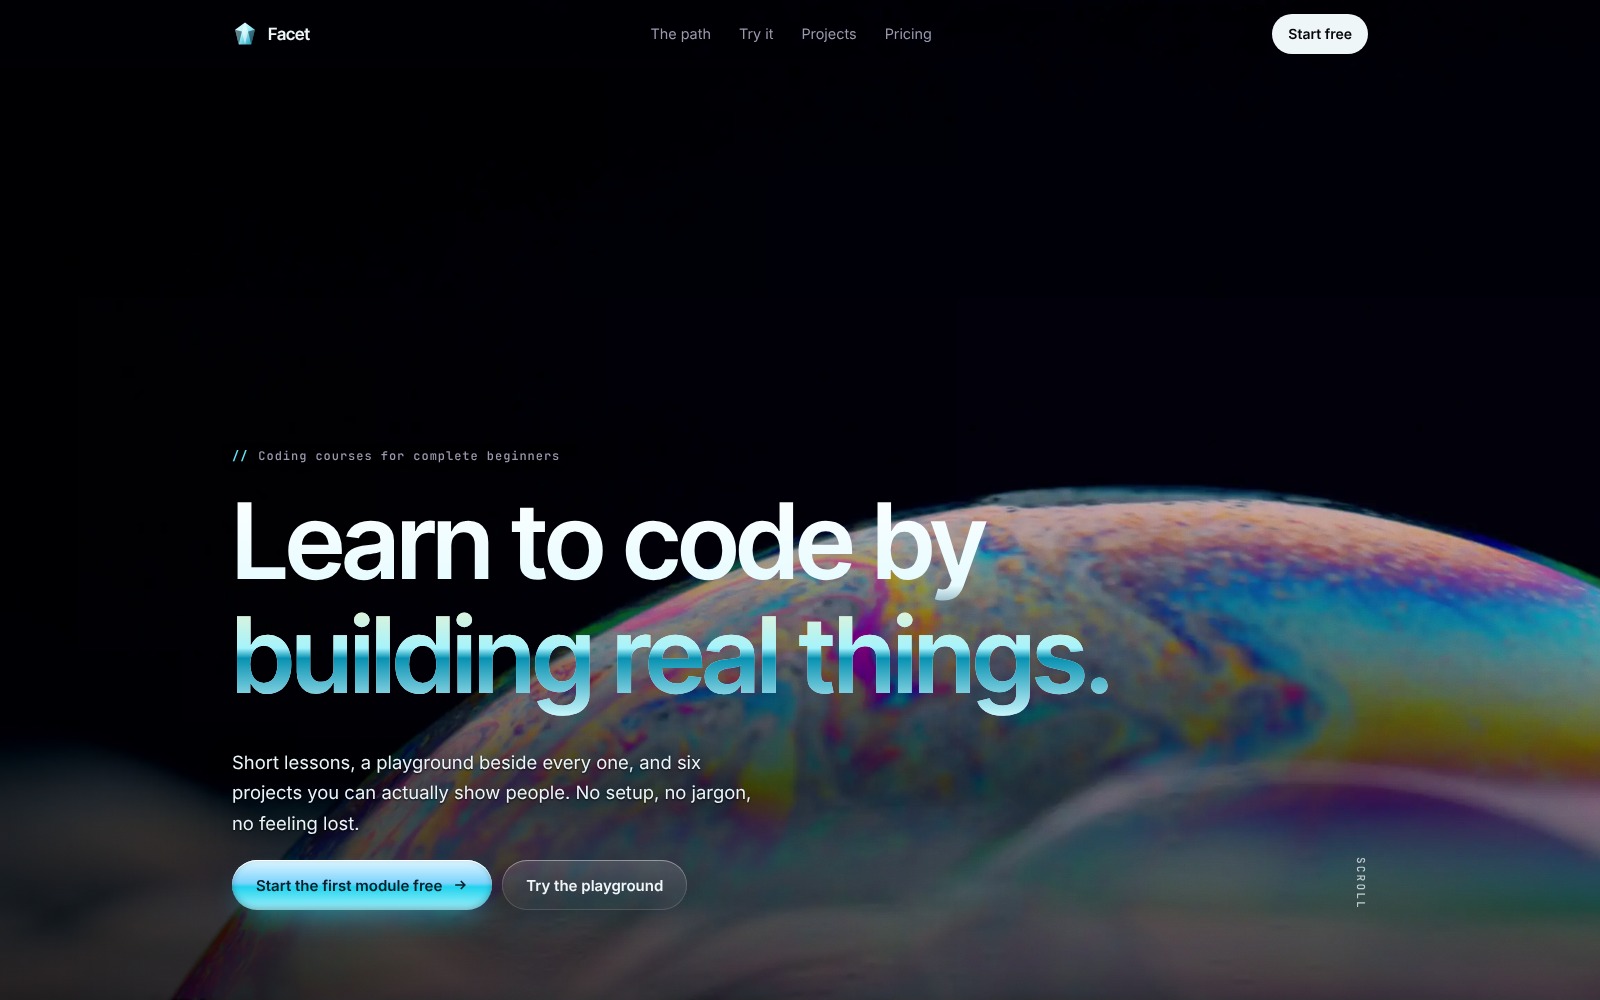 Facet
The path
Try it
Projects
Pricing
Start free
// Coding courses for complete beginners
Learn to code by
building real things.
Short lessons, a playground beside every one, and six
projects you can actually show people. No setup, no jargon,
no feeling lost.
Start the first module free →
Try the playground
SCROLL